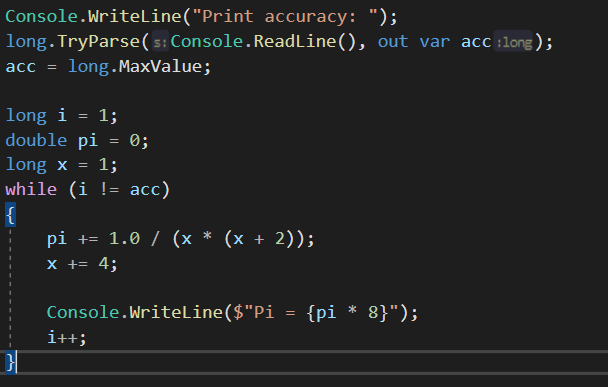 Console.WriteLine("Print accuracy: ");
long.TryParse(s:Console.ReadLine(), out var acc:long);
acc = long.MaxValue;
long i = 1;
double pi = 0;
long x = 1;
while (i != acc)
{
pi += 1.0 / (x * (x + 2));
x += 4;
Console.WriteLine($"Pi = {pi * 8}");
i++;
}